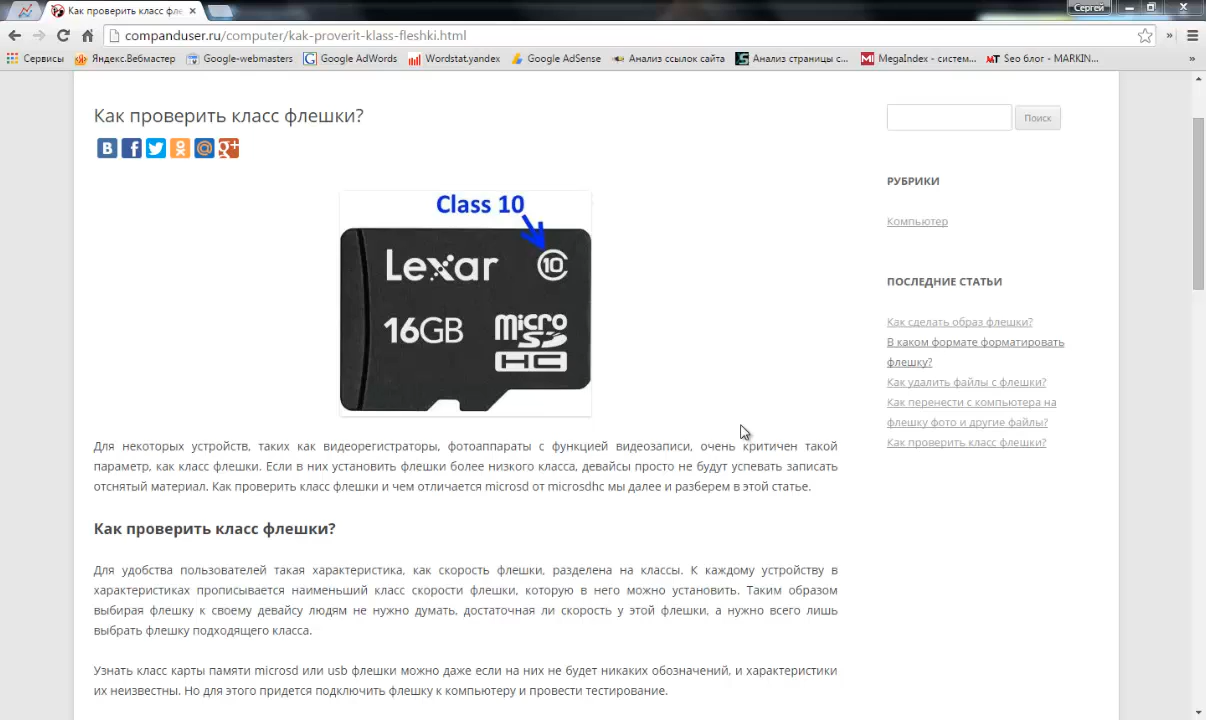 Сергей
Как проверить класс фле
companduser.ru/computer/kak-proverit-klass-fleshki.html
Сервисы
Яндекс.Вебмастер
Google-webmasters
Google AdWords
Wordstat.yandex
Google AdSense
Анализ ссылок сайта
Анализ страницы с...
MegaIndex - систем...
Seo блог - MARKIN...
Как проверить класс флешки?
Поиск
Class 10
Lexar 10
16GB micro SD HC
Для некоторых устройств, таких как видеорегистраторы, фотоаппараты с функцией видеозаписи, очень критичен такой
параметр, как класс флешки. Если в них установить флешки более низкого класса, девайсы просто не будут успевать записать
отснятый материал. Как проверить класс флешки и чем отличается microsd от microsdhc мы далее и разберем в этой статье.
Как проверить класс флешки?
Для удобства пользователей такая характеристика, как скорость флешки, разделена на классы. К каждому устройству в
характеристиках прописывается наименьший класс скорости флешки, которую в него можно установить. Таким образом
выбирая флешку к своему девайсу людям не нужно думать, достаточная ли скорость у этой флешки, а нужно всего лишь
выбрать флешку подходящего класса.
Узнать класс карты памяти microsd или usb флешки можно даже если на них не будет никаких обозначений, и характеристики
их неизвестны. Но для этого придется подключить флешку к компьютеру и провести тестирование.
РУБРИКИ
Компьютер
ПОСЛЕДНИЕ СТАТЬИ
Как сделать образ флешки?
В каком формате форматировать
флешку?
Как удалить файлы с флешки?
Как перенести с компьютера на
флешку фото и другие файлы?
Как проверить класс флешки?